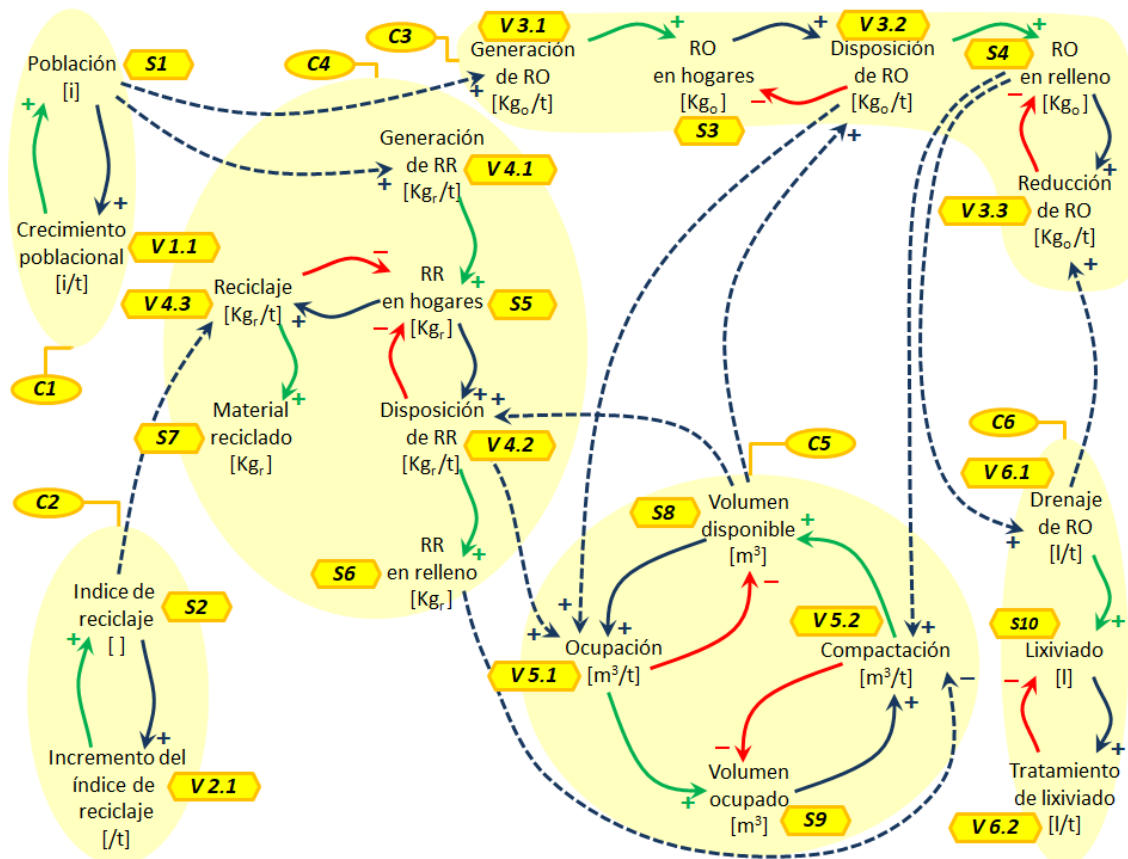 V 3.1
Generación
de RO
[Kgo/t]
+
+
RO
en hogares
[Kgo]
S3
+
−
V 3.2
Disposición
de RO
[Kgo/t]
+
+
S4
RO
en relleno
[Kgo]
−
+
V 3.3
Reducción
de RO
[Kgo/t]
+
C3
C4
Población
[i]
S1
+
+
Crecimiento
poblacional
[i/t]
V 1.1
C1
Generación
de RR
[Kgr/t]
+
V 4.1
+
RR
en hogares
[Kgr]
S5
−
−
V 4.3
Reciclaje
[Kgr/t]
+
+
Material
reciclado
[Kgr]
S7
+
+
Disposición
de RR
[Kgr/t]
V 4.2
+
RR
en relleno
[Kgr]
S6
C2
Indice de
reciclaje
[ ]
S2
+
+
Incremento del
índice de
reciclaje
[/t]
V 2.1
C5
S8
Volumen
disponible
[m³]
+
−
+
+
+
Ocupación
[m³/t]
V 5.1
V 5.2
+
Compactación
[m³/t]
+
−
−
+
Volumen
ocupado
[m³]
S9
C6
V 6.1
Drenaje
de RO
[l/t]
+
+
S10
Lixiviado
[l]
−
+
Tratamiento
de lixiviado
[l/t]
V 6.2